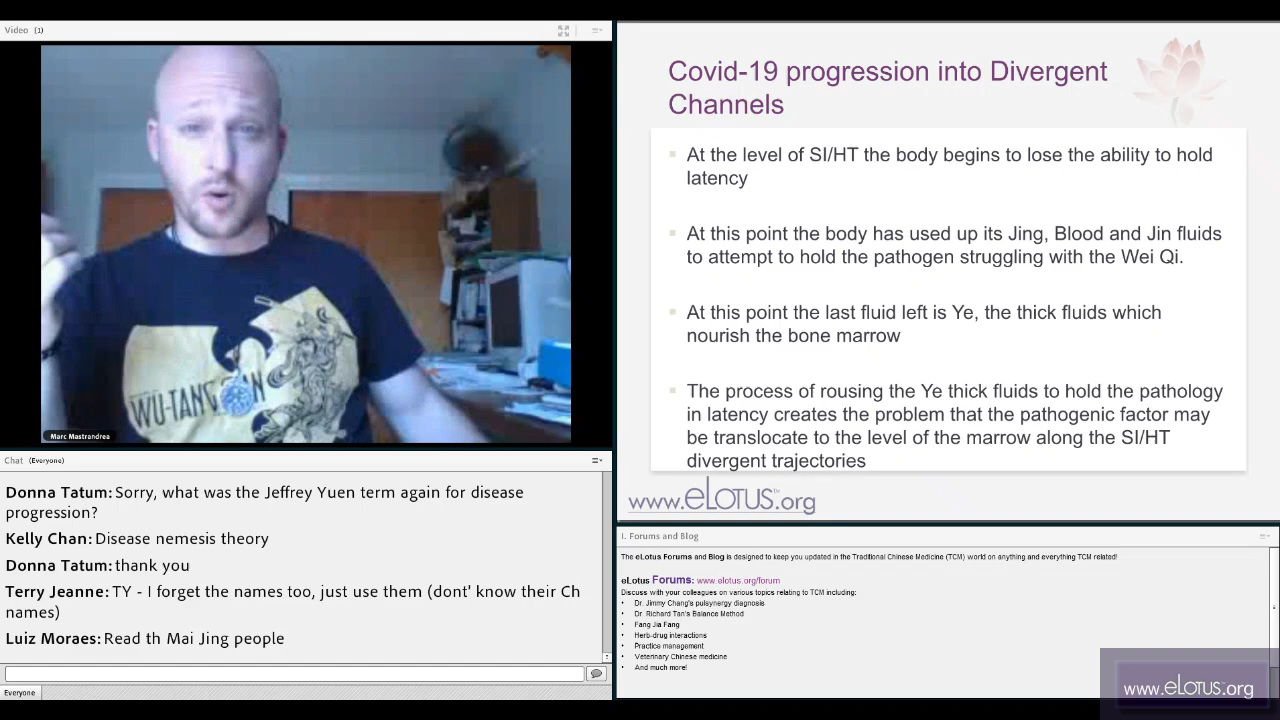 Video (1)
WU-TANG
Marc Mastrandrea
Chat (Everyone)
Donna Tatum: Sorry, what was the Jeffrey Yuen term again for disease
progression?
Kelly Chan: Disease nemesis theory
Donna Tatum: thank you
Terry Jeanne: TY - I forget the names too, just use them (dont' know their Ch
names)
Luiz Moraes: Read th Mai Jing people
Everyone
Covid-19 progression into Divergent
Channels
At the level of SI/HT the body begins to lose the ability to hold
latency
At this point the body has used up its Jing, Blood and Jin fluids
to attempt to hold the pathogen struggling with the Wei Qi.
At this point the last fluid left is Ye, the thick fluids which
nourish the bone marrow
The process of rousing the Ye thick fluids to hold the pathology
in latency creates the problem that the pathogenic factor may
be translocate to the level of the marrow along the SI/HT
divergent trajectories
www.eLotus.org
I. Forums and Blog
The eLotus Forums and Blog is designed to keep you updated in the Traditional Chinese Medicine (TCM) world on anything and everything TCM related!
eLotus Forums: www.elotus.org/forum
Discuss with your colleagues on various topics relating to TCM including:
• Dr. Jimmy Chang's pulsynergy diagnosis
• Dr. Richard Tan's Balance Method
• Fang Jia Fang
• Herb-drug interactions
• Practice management
• Veterinary Chinese medicine
• And much more!
www.eLotus.org